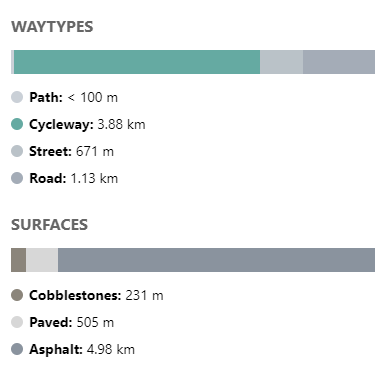 WAYTYPES
Path: < 100 m
Cycleway: 3.88 km
Street: 671 m
Road: 1.13 km
SURFACES
Cobblestones: 231 m
Paved: 505 m
Asphalt: 4.98 km